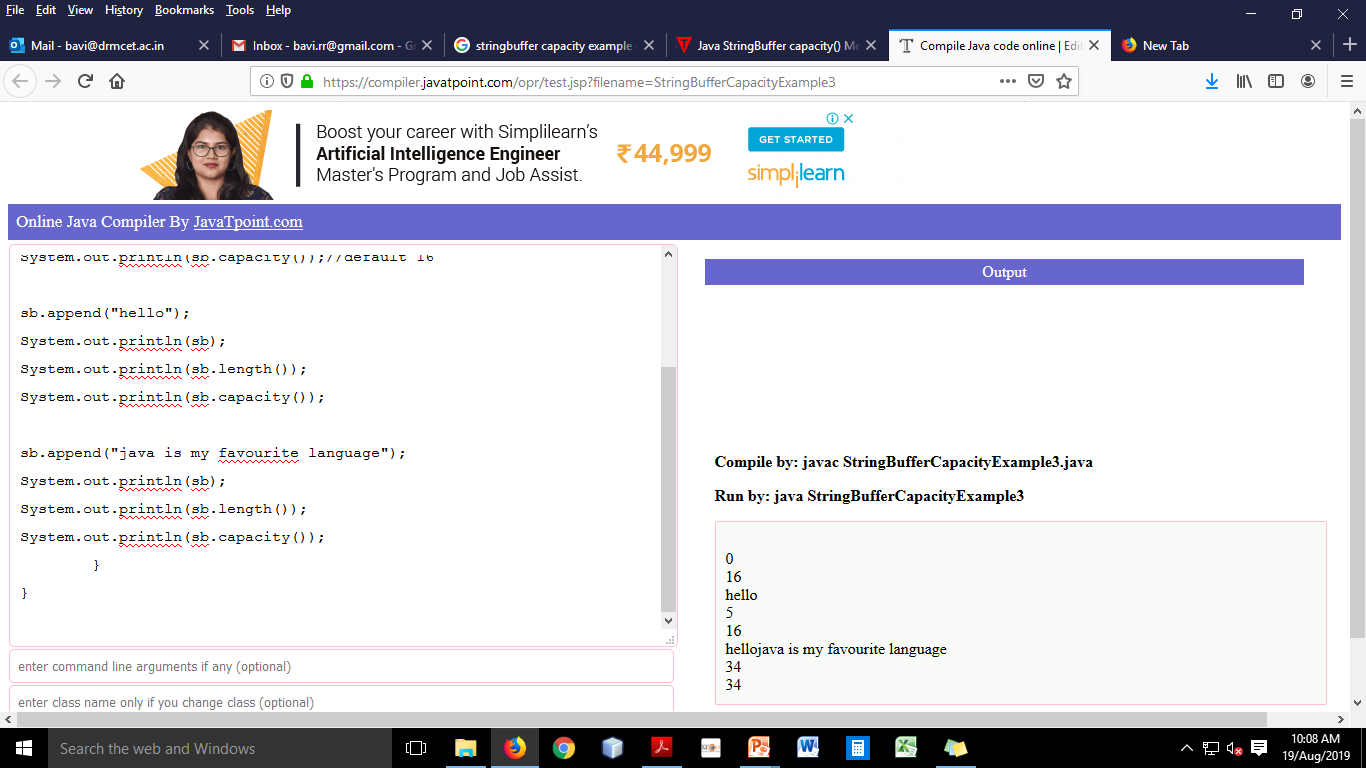 File Edit View History Bookmarks Tools Help
Mail - bavi@drmcet.ac.in
Inbox - bavi.rr@gmail.com - G
stringbuffer capacity example -
Java StringBuffer capacity() Me
Compile Java code online | Edit
New Tab
https://compiler.javatpoint.com/opr/test.jsp?filename=StringBufferCapacityExample3
Boost your career with Simplilearn's
Artificial Intelligence Engineer
Master's Program and Job Assist.
₹44,999
GET STARTED
simplilearn
Online Java Compiler By JavaTpoint.com
System.out.println(sb.capacity());//default 16
sb.append("hello");
System.out.println(sb);
System.out.println(sb.length());
System.out.println(sb.capacity());
sb.append("java is my favourite language");
System.out.println(sb);
System.out.println(sb.length());
System.out.println(sb.capacity());
}
}
enter command line arguments if any (optional)
enter class name only if you change class (optional)
Output
Compile by: javac StringBufferCapacityExample3.java
Run by: java StringBufferCapacityExample3
0
16
hello
5
16
hellojava is my favourite language
34
34
Search the web and Windows
10:08 AM
19/Aug/2019